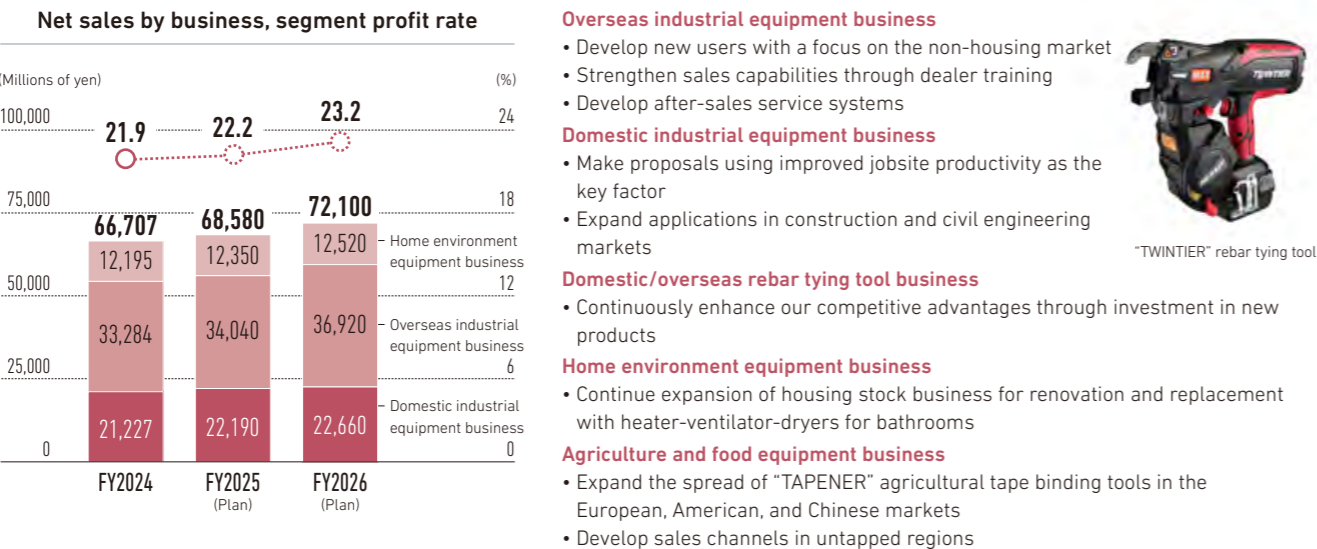 Net sales by business, segment profit rate
(Millions of yen)
(%)
100,000
24
21.9
22.2
23.2
75,000
18
66,707
68,580
72,100
12,195
12,350
12,520
Home environment
equipment business
50,000
12
33,284
34,040
36,920
Overseas industrial
equipment business
25,000
6
21,227
22,190
22,660
Domestic industrial
equipment business
0
0
FY2024
FY2025
(Plan)
FY2026
(Plan)
Overseas industrial equipment business
• Develop new users with a focus on the non-housing market
• Strengthen sales capabilities through dealer training
• Develop after-sales service systems
Domestic industrial equipment business
• Make proposals using improved jobsite productivity as the
key factor
• Expand applications in construction and civil engineering
markets
Domestic/overseas rebar tying tool business
• Continuously enhance our competitive advantages through investment in new
products
Home environment equipment business
• Continue expansion of housing stock business for renovation and replacement
with heater-ventilator-dryers for bathrooms
Agriculture and food equipment business
• Expand the spread of “TAPENER” agricultural tape binding tools in the
European, American, and Chinese markets
• Develop sales channels in untapped regions
MAX
TWINTIER
“TWINTIER” rebar tying tool